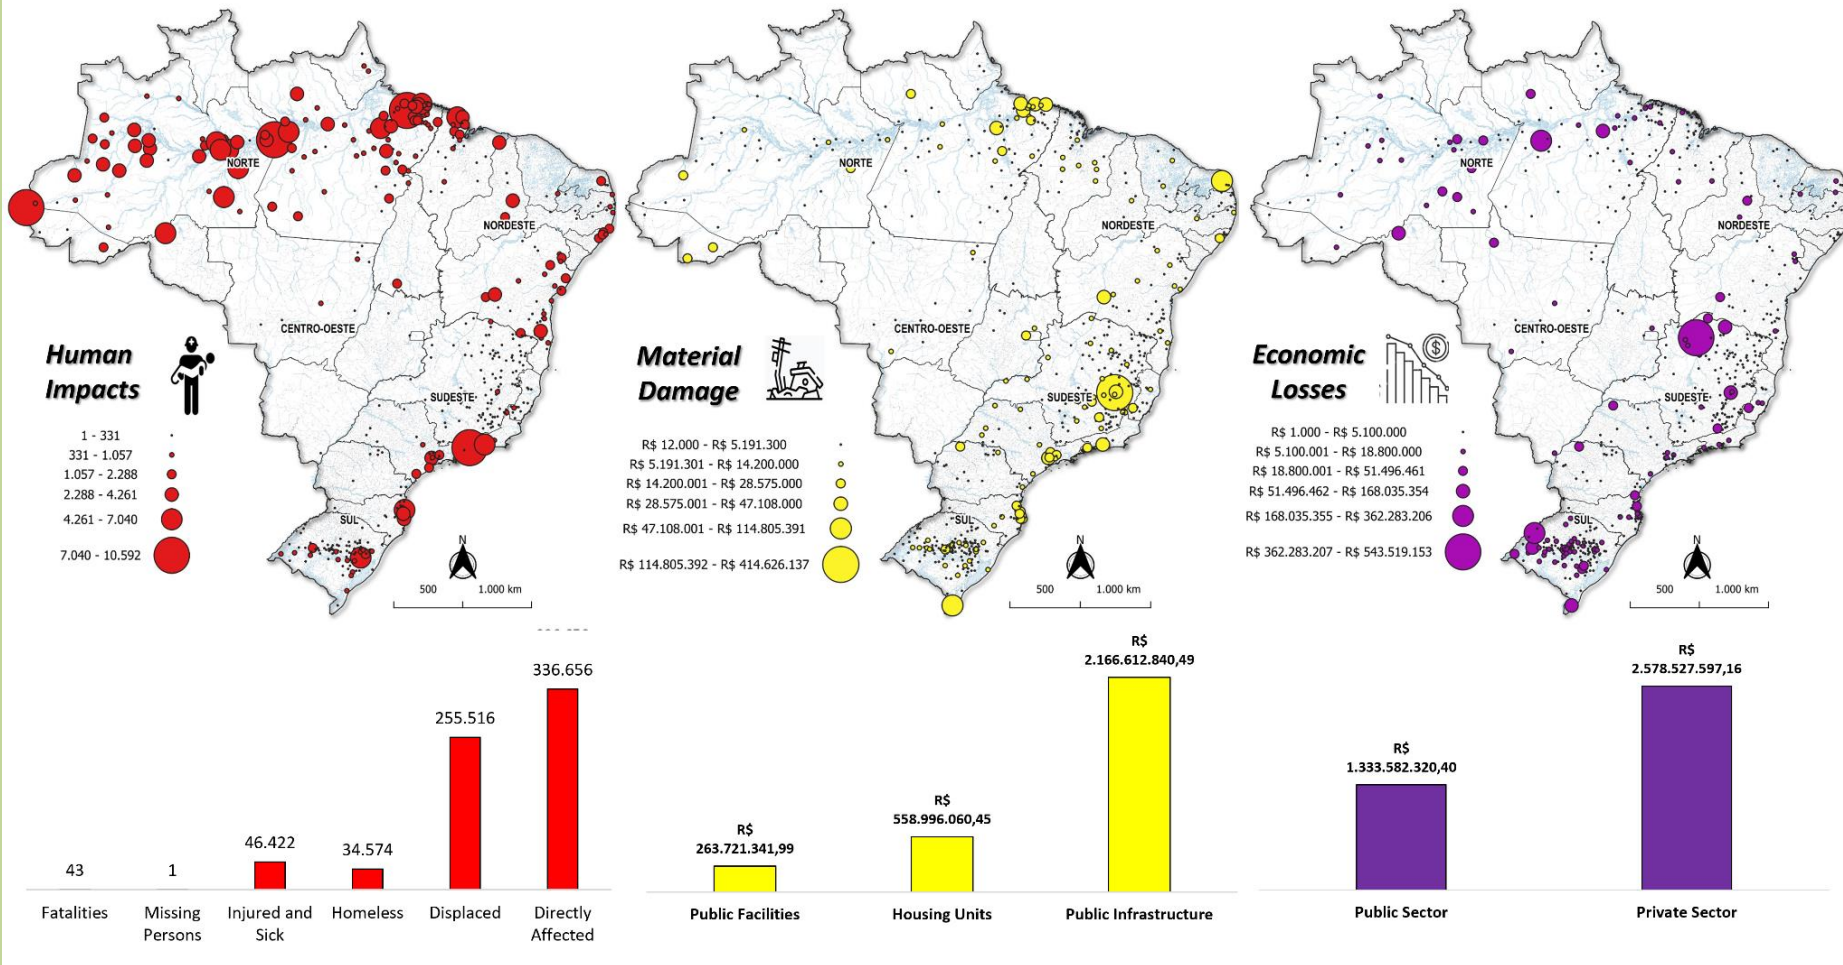 NORTE
NORDESTE
CENTRO-OESTE
SUDESTE
SUL
Human
Impacts
1 - 331
331 - 1.057
1.057 - 2.288
2.288 - 4.261
4.261 - 7.040
7.040 - 10.592
N
500 1.000 km
NORTE
NORDESTE
CENTRO-OESTE
SUDESTE
SUL
Material
Damage
R$ 12.000 - R$ 5.191.300
R$ 5.191.301 - R$ 14.200.000
R$ 14.200.001 - R$ 28.575.000
R$ 28.575.001 - R$ 47.108.000
R$ 47.108.001 - R$ 114.805.391
R$ 114.805.392 - R$ 414.626.137
N
500 1.000 km
NORTE
NORDESTE
CENTRO-OESTE
SUDESTE
SUL
Economic
Losses
$
R$ 1.000 - R$ 5.100.000
R$ 5.100.001 - R$ 18.800.000
R$ 18.800.001 - R$ 51.496.461
R$ 51.496.462 - R$ 168.035.354
R$ 168.035.355 - R$ 362.283.206
R$ 362.283.207 - R$ 543.519.153
N
500 1.000 km
43
1
46.422
34.574
255.516
336.656
Fatalities
Missing
Persons
Injured and
Sick
Homeless
Displaced
Directly
Affected
R$
263.721.341,99
R$
558.996.060,45
R$
2.166.612.840,49
Public Facilities
Housing Units
Public Infrastructure
R$
1.333.582.320,40
R$
2.578.527.597,16
Public Sector
Private Sector